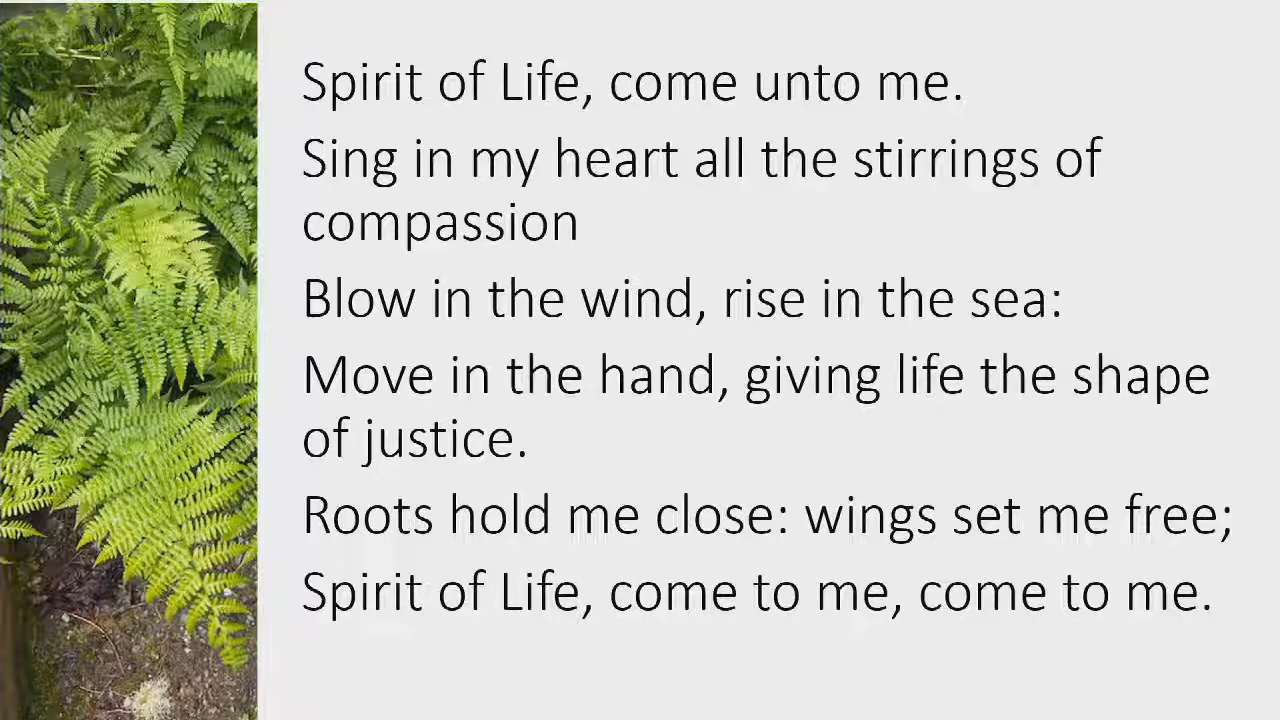 Spirit of Life, come unto me.
Sing in my heart all the stirrings of
compassion
Blow in the wind, rise in the sea:
Move in the hand, giving life the shape
of justice.
Roots hold me close: wings set me free;
Spirit of Life, come to me, come to me.